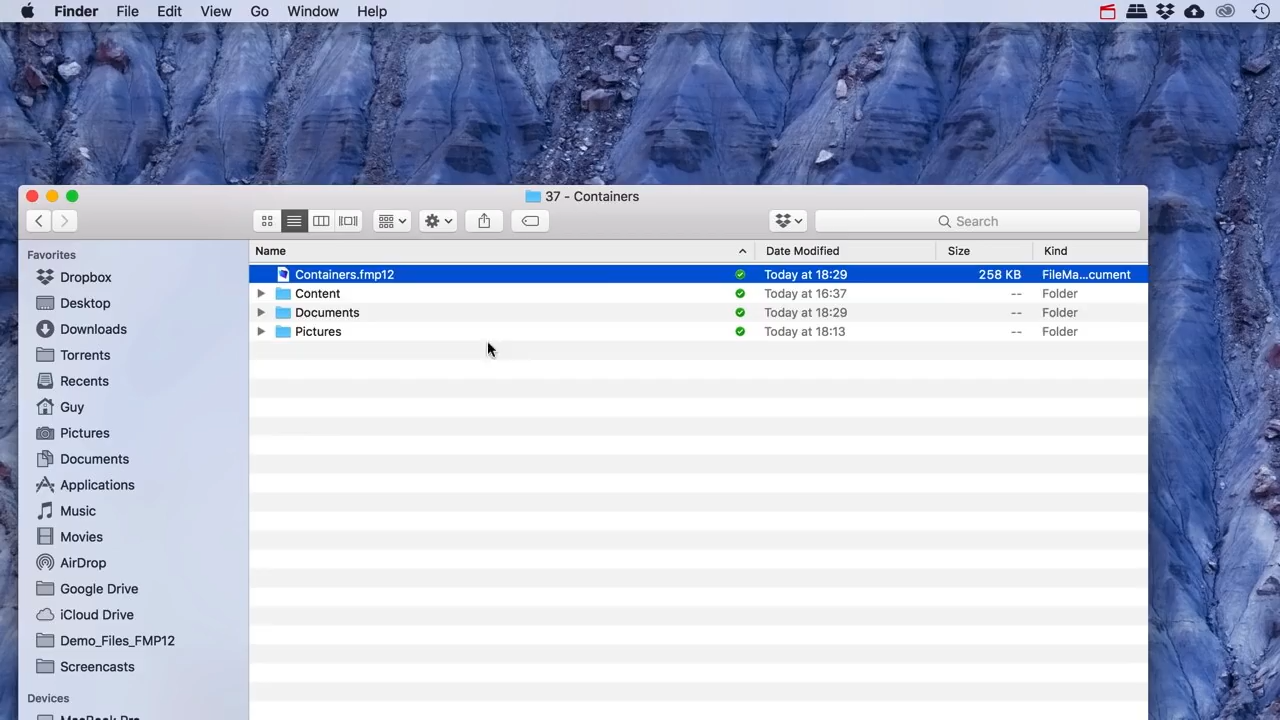 Finder File Edit View Go Window Help
37 - Containers
Search
Name Date Modified Size Kind
Containers.fmp12 Today at 18:29 258 KB FileMa...cument
Content Today at 16:37 -- Folder
Documents Today at 18:29 -- Folder
Pictures Today at 18:13 -- Folder
Favorites
Dropbox
Desktop
Downloads
Torrents
Recents
Guy
Pictures
Documents
Applications
Music
Movies
AirDrop
Google Drive
iCloud Drive
Demo_Files_FMP12
Screencasts
Devices
MacBook Pro